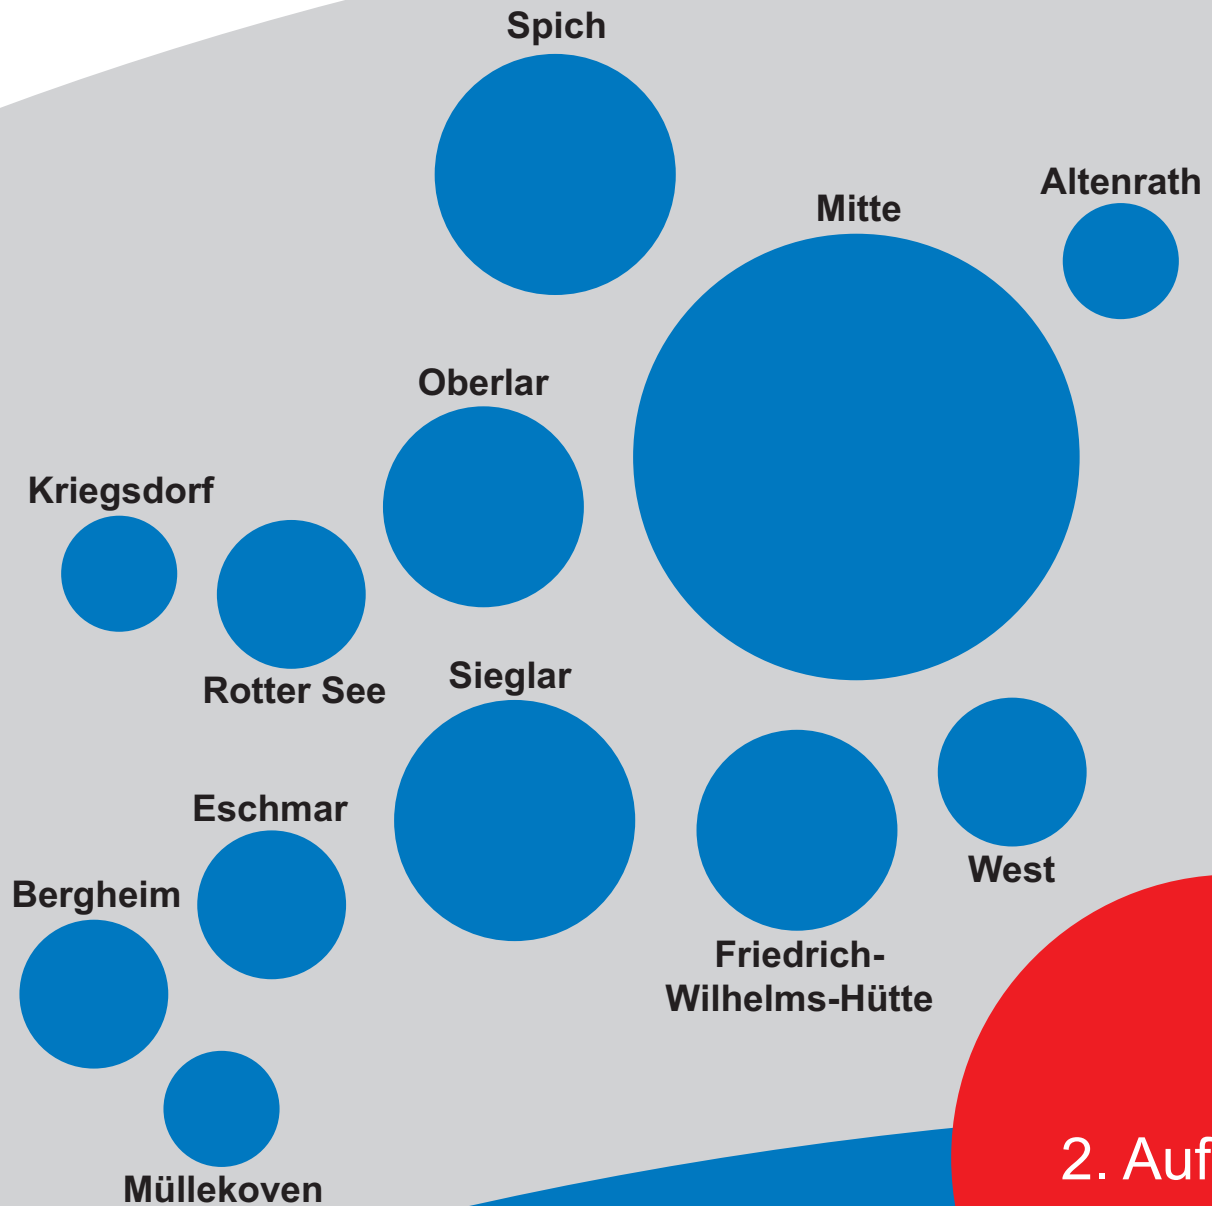 Spich
Altenrath
Mitte
Oberlar
Kriegsdorf
Rotter See
Sieglar
Eschmar
West
Bergheim
Friedrich-
Wilhelms-Hütte
2. Auf
Müllekoven